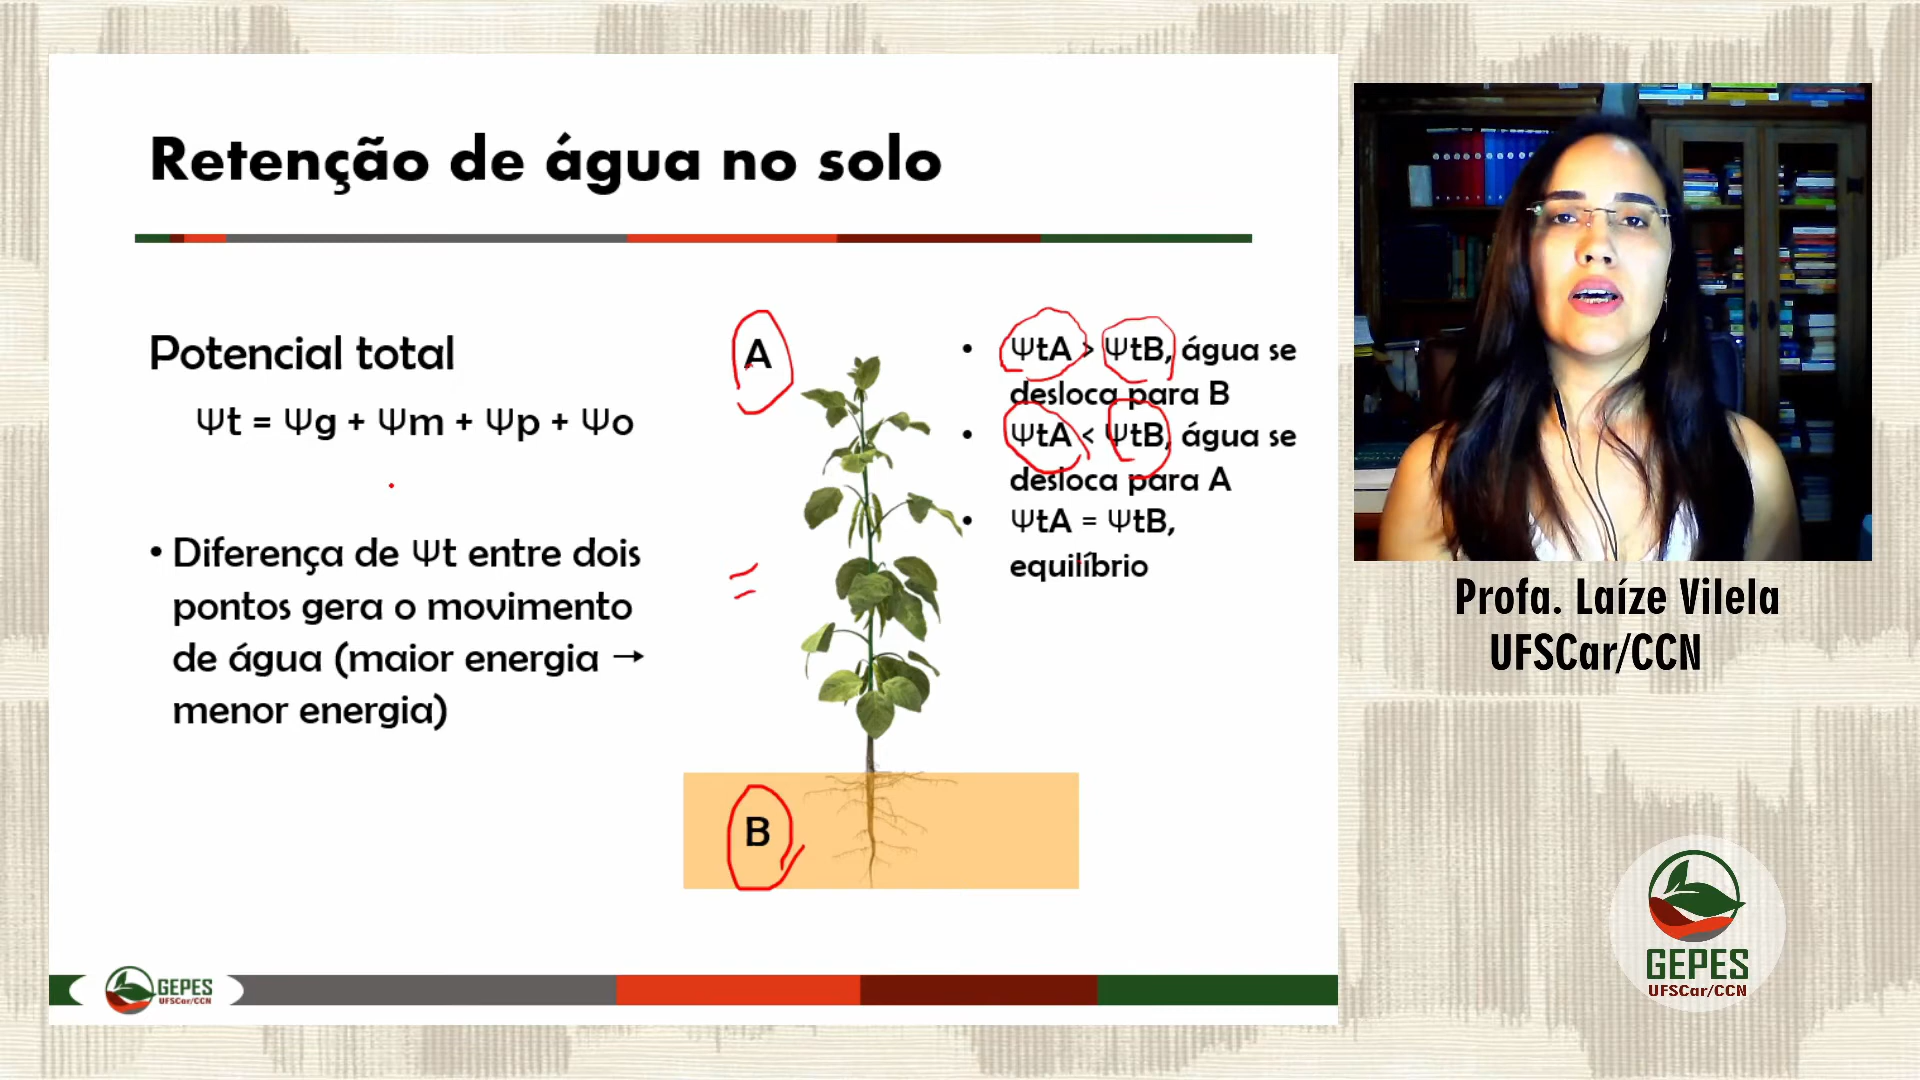 Retenção de água no solo
Potencial total
Ψt = Ψg + Ψm + Ψp + Ψo
• Diferença de Ψt entre dois
pontos gera o movimento
de água (maior energia →
menor energia)
A
=
B
• ΨtA > ΨtB, água se
desloca para B
• ΨtA < ΨtB, água se
desloca para A
• ΨtA = ΨtB,
equilíbrio
Profa. Laíze Vilela
UFSCar/CCN
GEPES
UFSCar/CCN
GEPES
UFSCar/CCN